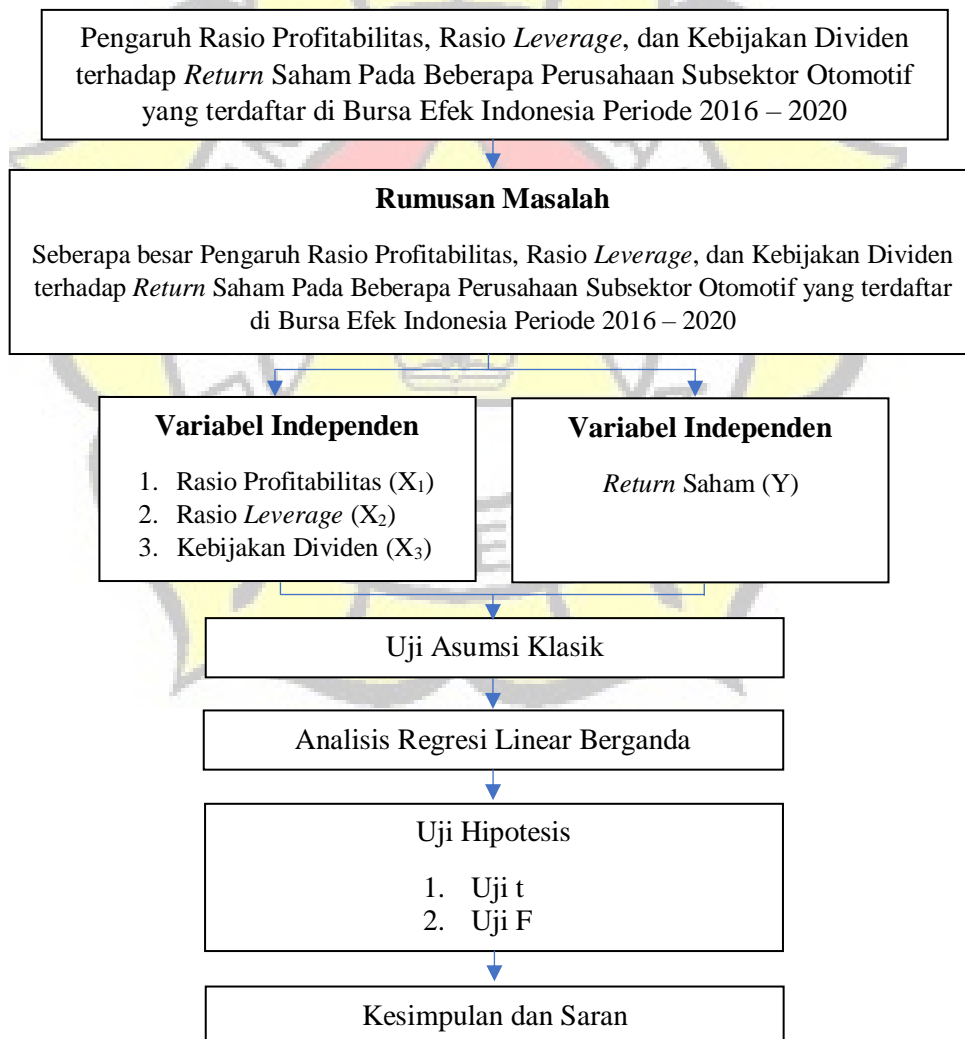 Pengaruh Rasio Profitabilitas, Rasio Leverage, dan Kebijakan Dividen
terhadap Return Saham Pada Beberapa Perusahaan Subsektor Otomotif
yang terdaftar di Bursa Efek Indonesia Periode 2016 – 2020
Rumusan Masalah
Seberapa besar Pengaruh Rasio Profitabilitas, Rasio Leverage, dan Kebijakan Dividen
terhadap Return Saham Pada Beberapa Perusahaan Subsektor Otomotif yang terdaftar
di Bursa Efek Indonesia Periode 2016 – 2020
Variabel Independen
1. Rasio Profitabilitas (X₁)
2. Rasio Leverage (X₂)
3. Kebijakan Dividen (X₃)
Variabel Independen
Return Saham (Y)
Uji Asumsi Klasik
Analisis Regresi Linear Berganda
Uji Hipotesis
1. Uji t
2. Uji F
Kesimpulan dan Saran